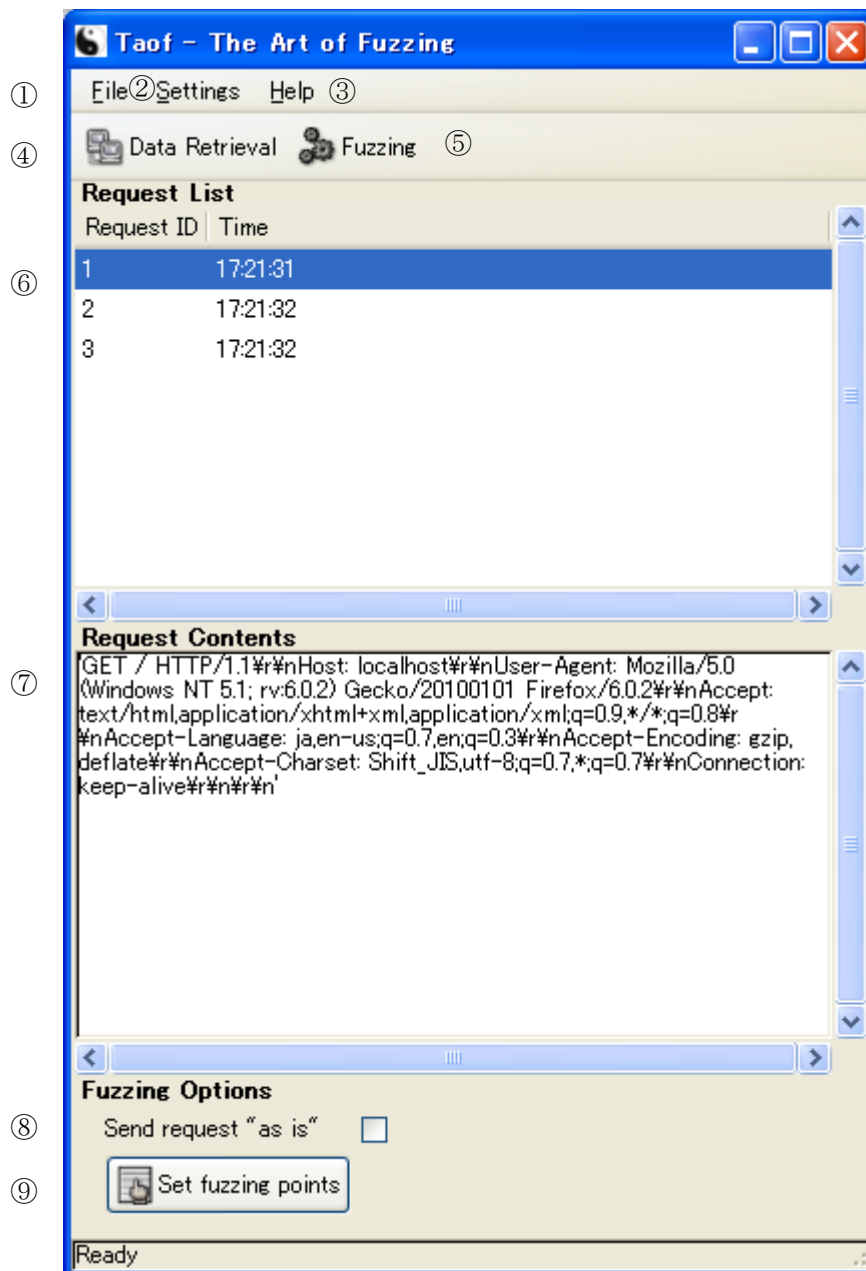 Taof - The Art of Fuzzing
① File ② Settings Help ③
④ Data Retrieval Fuzzing ⑤
Request List
Request ID Time
⑥ 1 17:21:31
2 17:21:32
3 17:21:32
Request Contents
⑦ 'GET / HTTP/1.1¥r¥nHost: localhost¥r¥nUser-Agent: Mozilla/5.0
(Windows NT 5.1; rv:6.0.2) Gecko/20100101 Firefox/6.0.2¥r¥nAccept:
text/html,application/xhtml+xml,application/xml;q=0.9,*/*;q=0.8¥r
¥nAccept-Language: ja,en-us;q=0.7,en;q=0.3¥r¥nAccept-Encoding: gzip,
deflate¥r¥nAccept-Charset: Shift_JIS,utf-8;q=0.7,*;q=0.7¥r¥nConnection:
keep-alive¥r¥n¥r¥n'
Fuzzing Options
⑧ Send request "as is"
⑨ Set fuzzing points
Ready